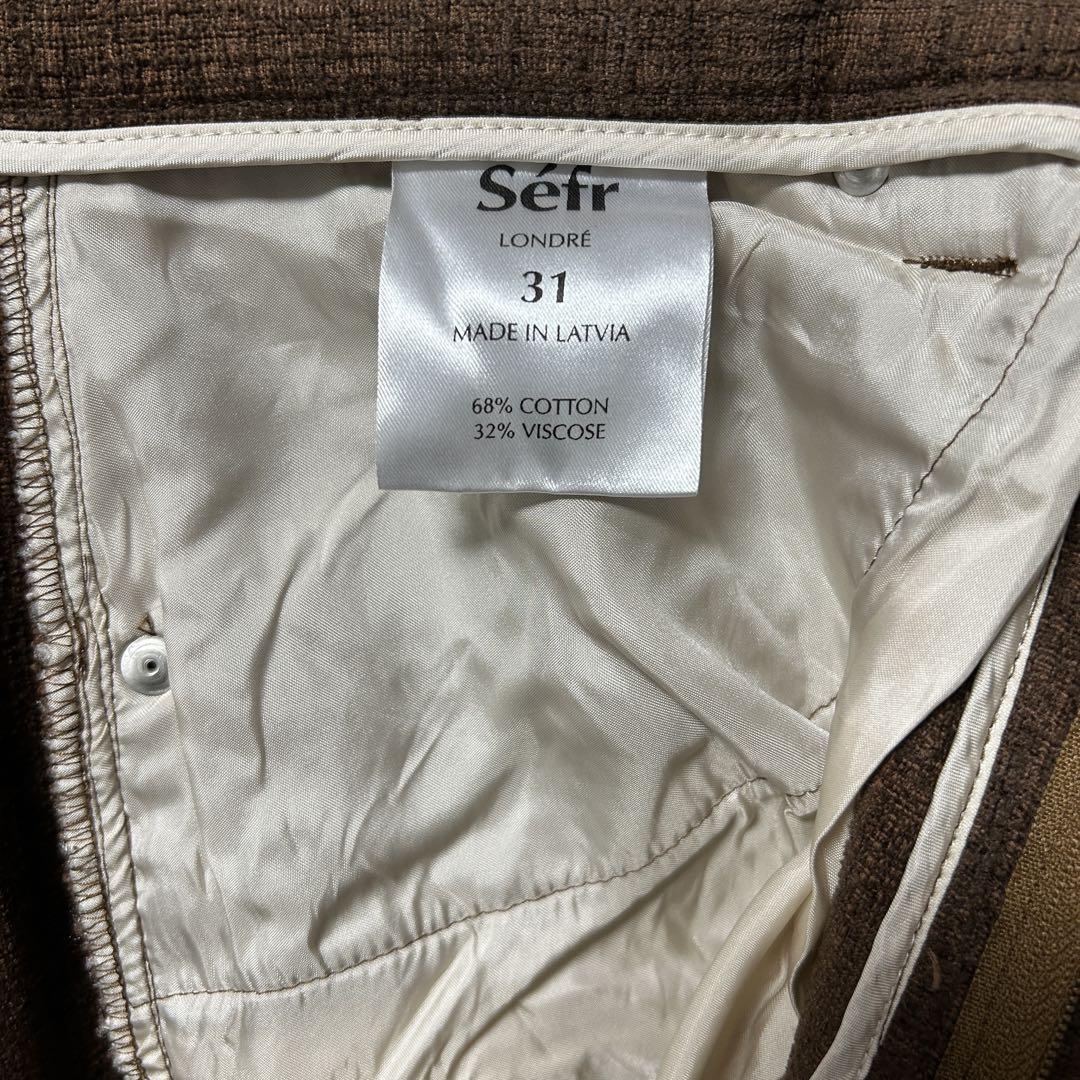 Séfr
LONDRÉ
31
MADE IN LATVIA
68% COTTON
32% VISCOSE